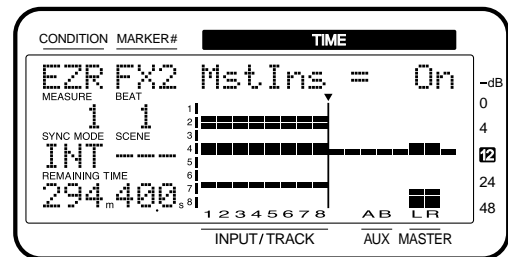 CONDITION MARKER# TIME
EZR FX2 MstIns = On
–dB
MEASURE BEAT
1 1
SYNC MODE SCENE
INT ---
REMAINING TIME
294m400s
1
2
3
4
5
6
7
8
0
4
12
24
48
1 2 3 4 5 6 7 8 A B L R
INPUT/TRACK AUX MASTER